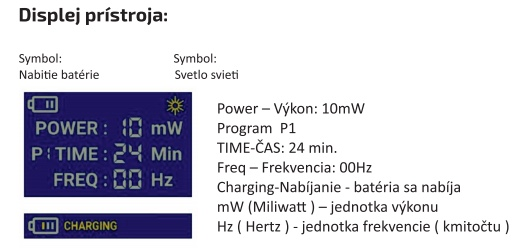 Displej prístroja:
Symbol:
Nabitie batérie
Symbol:
Svetlo svieti
POWER : 10 mW
P1 TIME : 24 Min
FREQ : 00 Hz
CHARGING
Power – Výkon: 10mW
Program P1
TIME-ČAS: 24 min.
Freq – Frekvencia: 00Hz
Charging-Nabíjanie - batéria sa nabíja
mW (Miliwatt ) – jednotka výkonu
Hz ( Hertz ) - jednotka frekvencie ( kmitočtu )